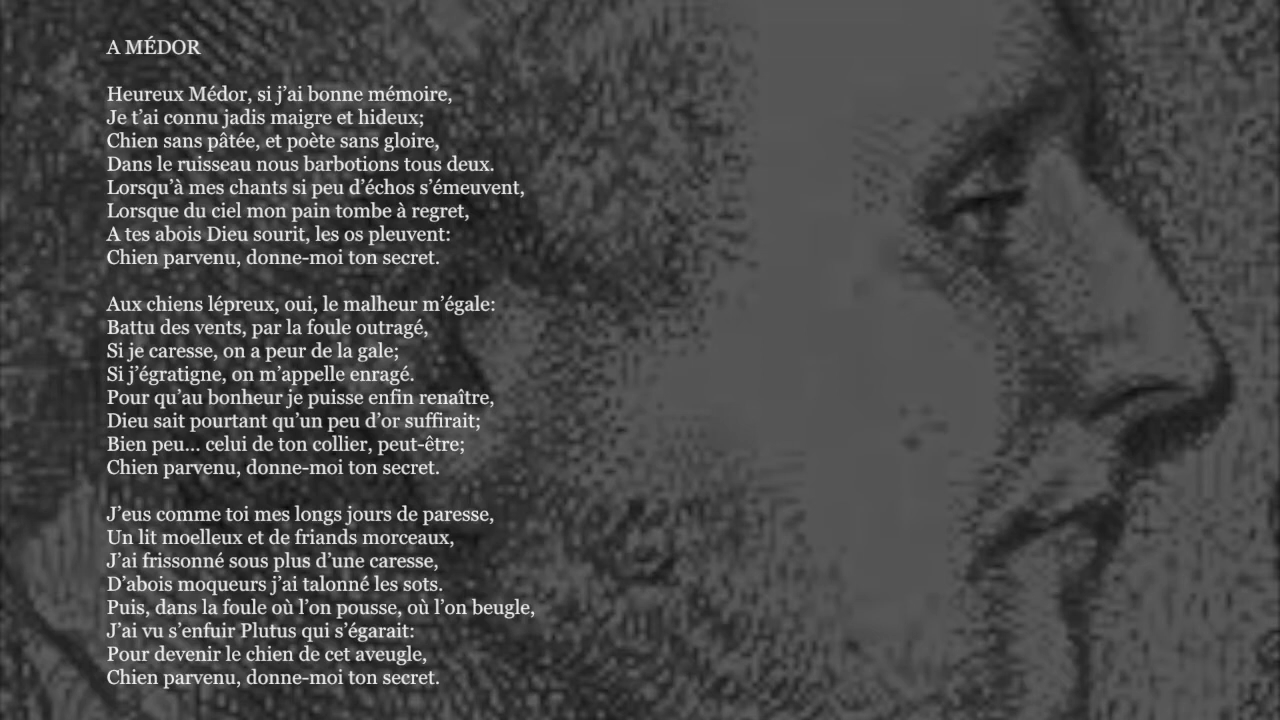 A MÉDOR
Heureux Médor, si j’ai bonne mémoire,
Je t’ai connu jadis maigre et hideux;
Chien sans pâtée, et poète sans gloire,
Dans le ruisseau nous barbotions tous deux.
Lorsqu’à mes chants si peu d’échos s’émeuvent,
Lorsque du ciel mon pain tombe à regret,
A tes abois Dieu sourit, les os pleuvent:
Chien parvenu, donne-moi ton secret.
Aux chiens lépreux, oui, le malheur m’égale:
Battu des vents, par la foule outragé,
Si je caresse, on a peur de la gale;
Si j’égratigne, on m’appelle enragé.
Pour qu’au bonheur je puisse enfin renaître,
Dieu sait pourtant qu’un peu d’or suffirait;
Bien peu... celui de ton collier, peut-être;
Chien parvenu, donne-moi ton secret.
J’eus comme toi mes longs jours de paresse,
Un lit moelleux et de friands morceaux,
J’ai frissonné sous plus d’une caresse,
D’abois moqueurs j’ai talonné les sots.
Puis, dans la foule où l’on pousse, où l’on beugle,
J’ai vu s’enfuir Plutus qui s’égarait:
Pour devenir le chien de cet aveugle,
Chien parvenu, donne-moi ton secret.